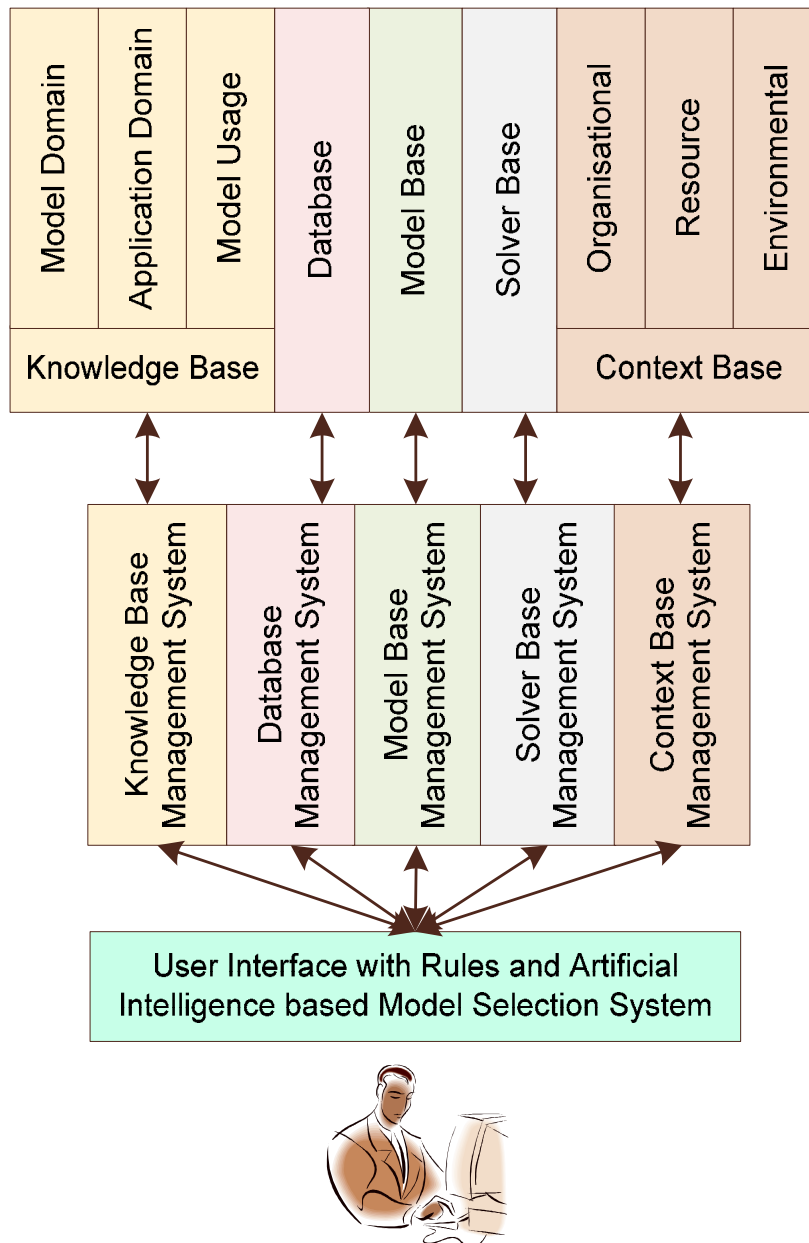 Model Domain
Application Domain
Model Usage
Database
Model Base
Solver Base
Organisational
Resource
Environmental
Knowledge Base
Context Base
Knowledge Base
Management System
Database
Management System
Model Base
Management System
Solver Base
Management System
Context Base
Management System
User Interface with Rules and Artificial
Intelligence based Model Selection System